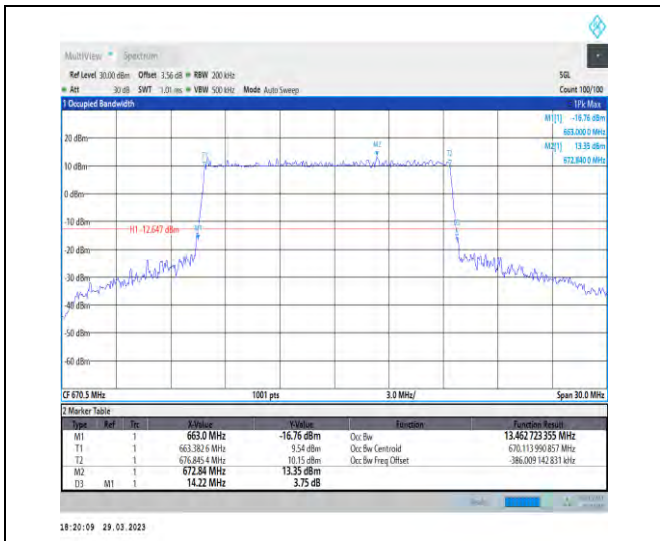 MultiView Spectrum
Ref Level 30.00 dBm Offset 3.56 dB RBW 200 kHz SGL
Att 30 dB SWT 1.01 ms VBW 500 kHz Mode Auto Sweep Count 100/100
1 Occupied Bandwidth 1Pk Max
M1[1] -16.76 dBm
663.000 0 MHz
M2[1] 13.35 dBm
672.840 0 MHz
20 dBm
M2
T1
T2
10 dBm
0 dBm
-10 dBm
H1 -12.647 dBm
M1
D3
-20 dBm
-30 dBm
-40 dBm
-50 dBm
-60 dBm
CF 670.5 MHz 1001 pts 3.0 MHz/ Span 30.0 MHz
2 Marker Table
Type Ref Trc X-Value Y-Value Function Function Result
M1 1 663.0 MHz -16.76 dBm Occ Bw 13.462 723 355 MHz
T1 1 663.382 6 MHz 9.54 dBm Occ Bw Centroid 670.113 990 857 MHz
T2 1 676.845 4 MHz 10.15 dBm Occ Bw Freq Offset -386.009 142 831 kHz
M2 1 672.84 MHz 13.35 dBm
D3 M1 1 14.22 MHz 3.75 dB
18:20:09 29.03.2023